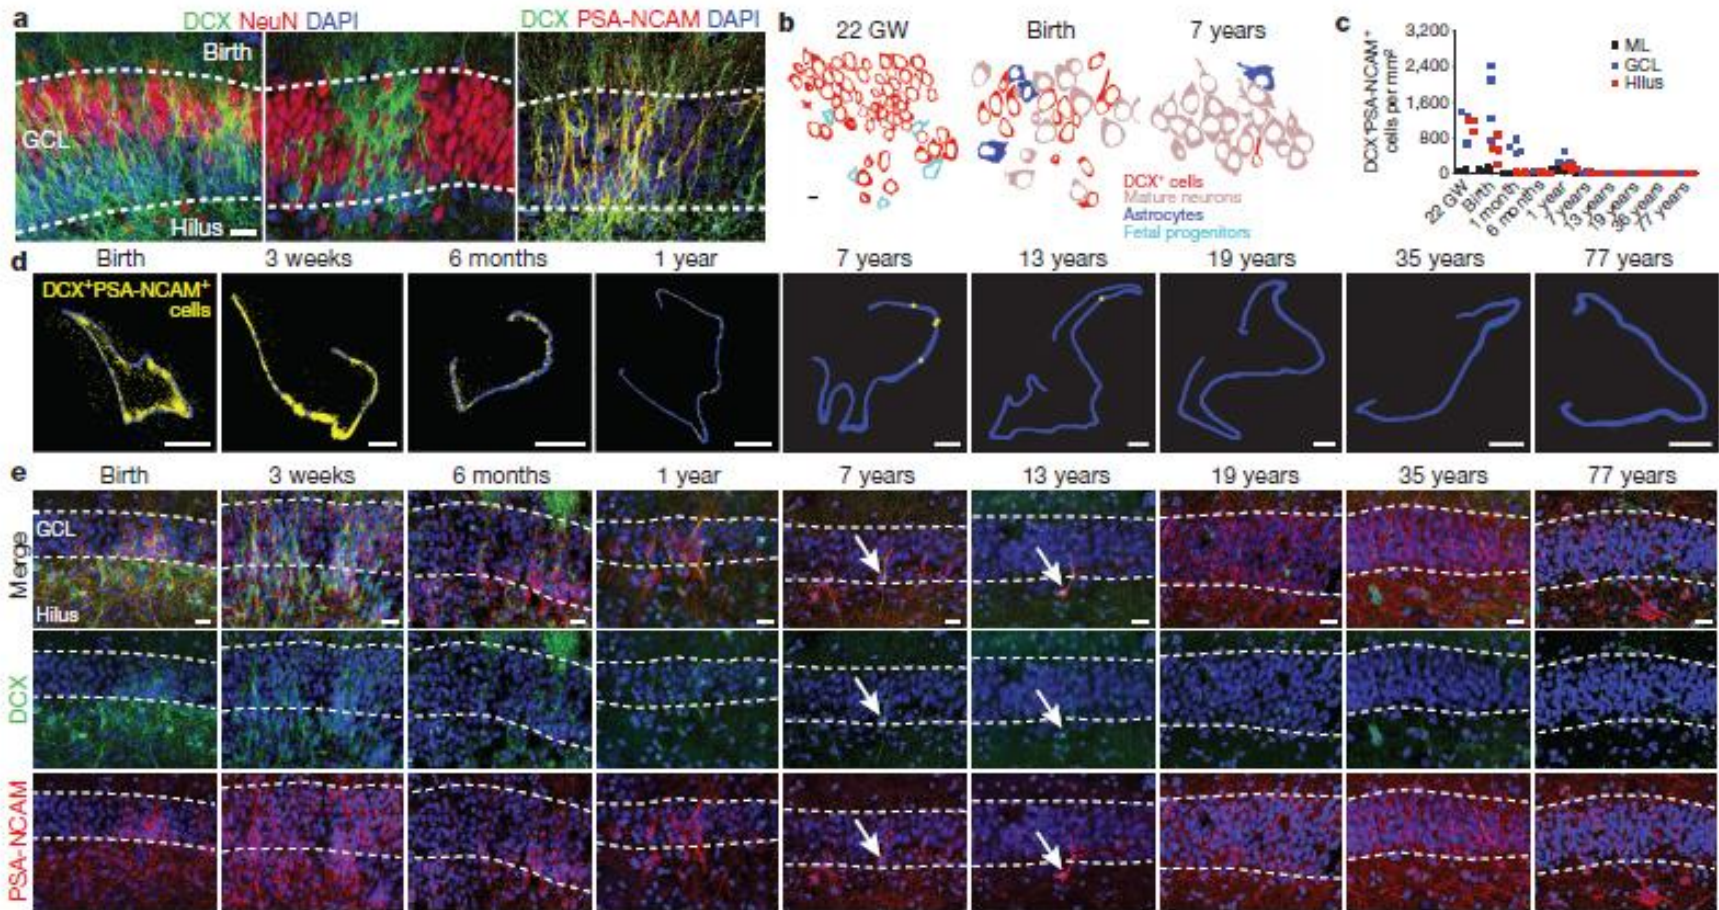 a
DCX NeuN DAPI
DCX PSA-NCAM DAPI
Birth
GCL
Hilus
b
22 GW
Birth
7 years
DCX⁺ cells
Mature neurons
Astrocytes
Fetal progenitors
c
DCX⁺PSA-NCAM⁺
cells per mm²
3,200
2,400
1,600
800
0
ML
GCL
Hilus
22 GW
Birth
1 month
6 months
1 year
7 years
13 years
19 years
36 years
77 years
d
Birth
3 weeks
6 months
1 year
7 years
13 years
19 years
35 years
77 years
DCX⁺PSA-NCAM⁺
cells
e
Birth
3 weeks
6 months
1 year
7 years
13 years
19 years
35 years
77 years
Merge
GCL
Hilus
DCX
PSA-NCAM